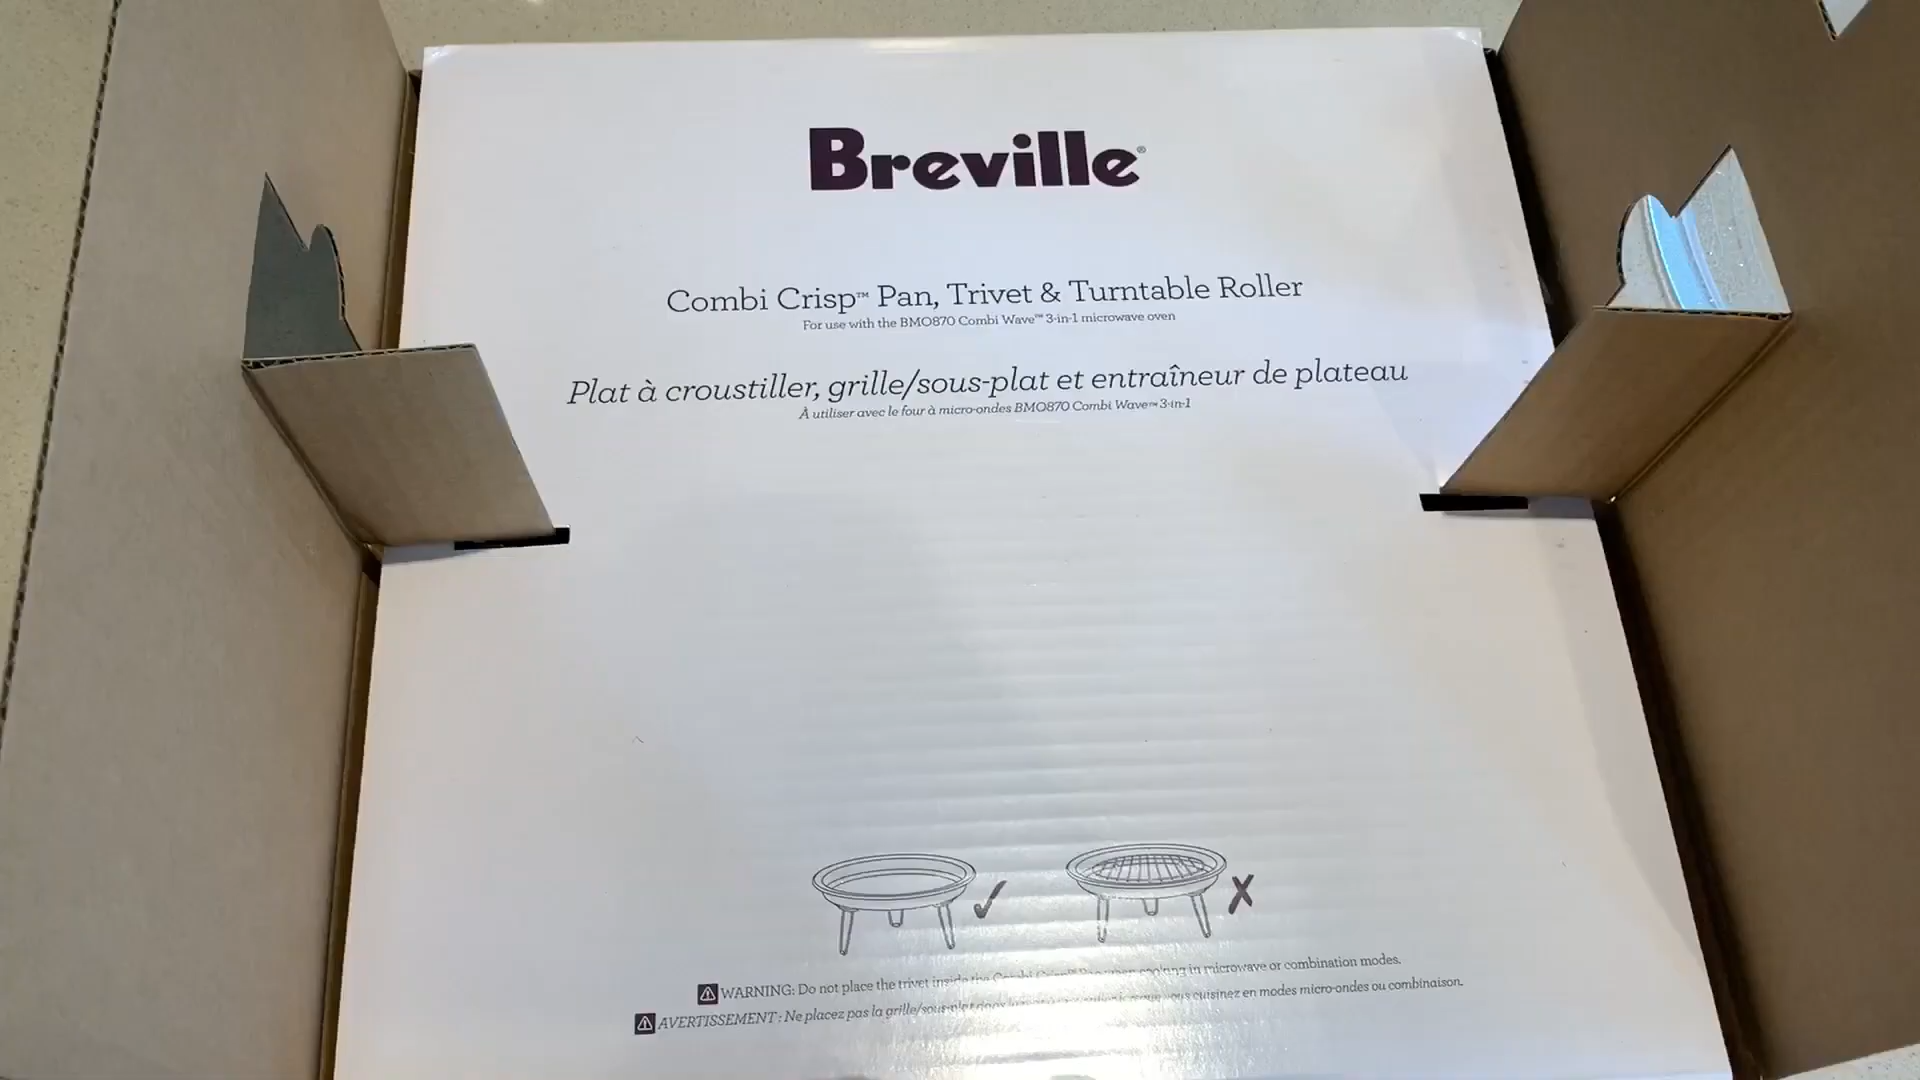 Breville®
Combi Crisp™ Pan, Trivet & Turntable Roller
For use with the BMO870 Combi Wave™ 3-in-1 microwave oven
Plat à croustiller, grille/sous-plat et entraîneur de plateau
À utiliser avec le four à micro-ondes BMO870 Combi Wave™ 3-in-1
WARNING: Do not place the trivet inside the Combi Crisp™ Pan when cooking in microwave or combination modes.
AVERTISSEMENT : Ne placez pas la grille/sous-plat vous cuisinez en modes micro-ondes ou combinaison.